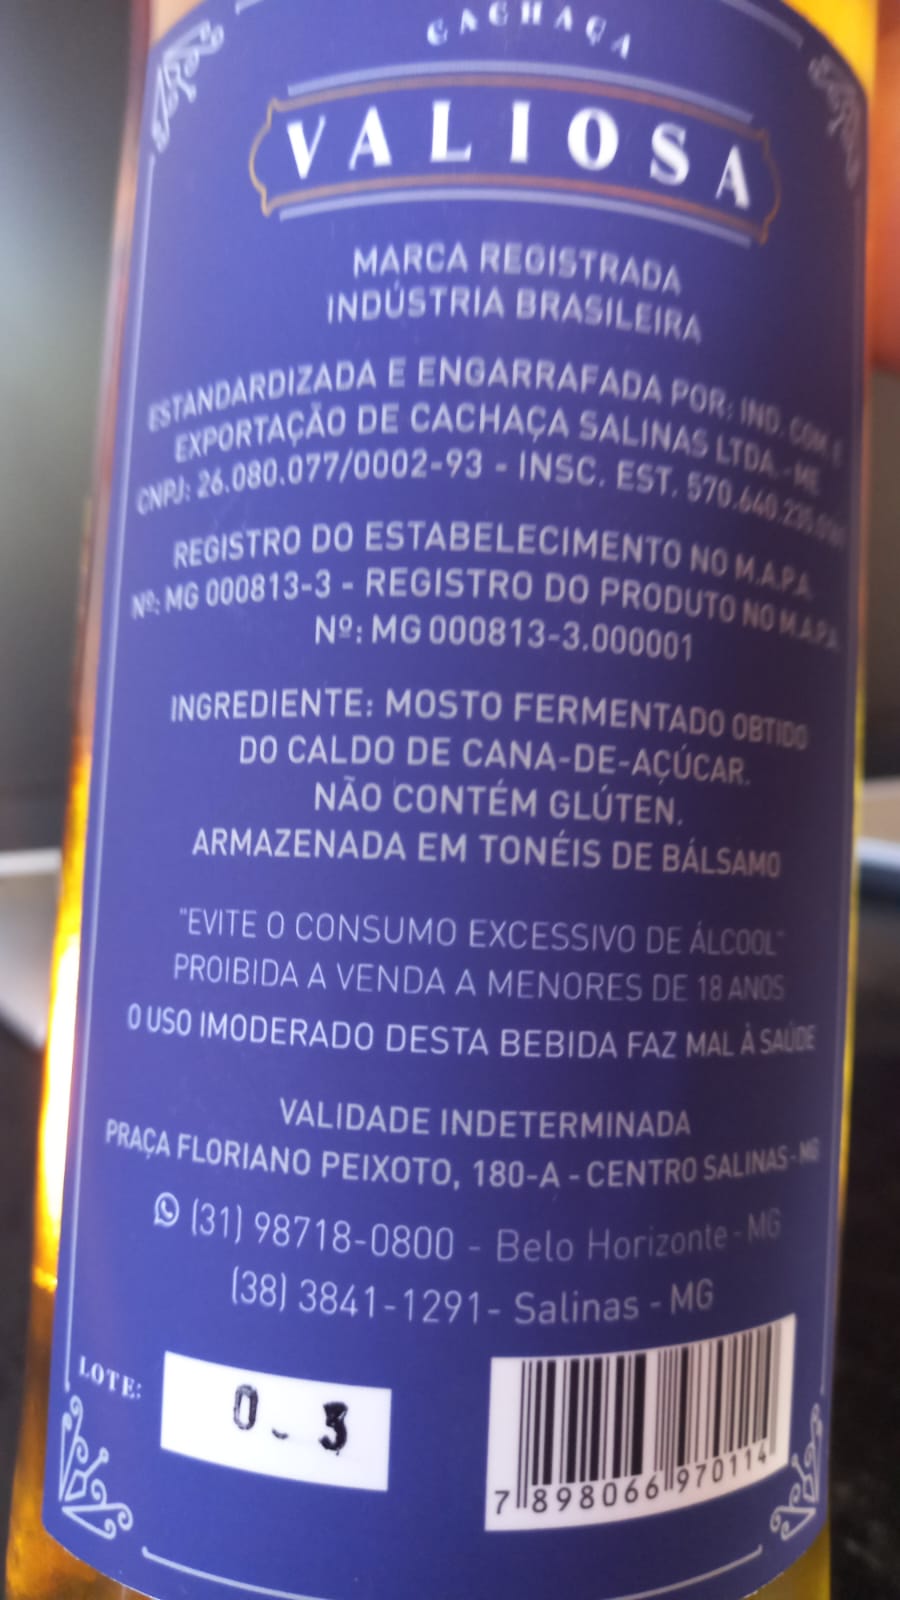 CACHAÇA
VALIOSA
MARCA REGISTRADA
INDÚSTRIA BRASILEIRA
ESTANDARDIZADA E ENGARRAFADA POR: IND. COM. E
EXPORTAÇÃO DE CACHAÇA SALINAS LTDA.-ME
CNPJ: 26.080.077/0002-93 - INSC. EST.
REGISTRO DO ESTABELECIMENTO NO M.A.P.A.
Nº: MG 000813-3 - REGISTRO DO PRODUTO NO M.A.P.A.
Nº: MG 000813-3.000001
INGREDIENTE: MOSTO FERMENTADO OBTIDO
DO CALDO DE CANA-DE-AÇÚCAR.
NÃO CONTÉM GLÚTEN.
ARMAZENADA EM TONÉIS DE BÁLSAMO
"EVITE O CONSUMO EXCESSIVO DE ÁLCOOL"
PROIBIDA A VENDA A MENORES DE 18 ANOS
O USO IMODERADO DESTA BEBIDA FAZ MAL À SAÚDE
VALIDADE INDETERMINADA
PRAÇA FLORIANO PEIXOTO, 180-A - CENTRO SALINAS - MG
(31) 98718-0800 - Belo Horizonte - MG
(38) 3841-1291- Salinas - MG
LOTE: 0-3
7 898066 970114